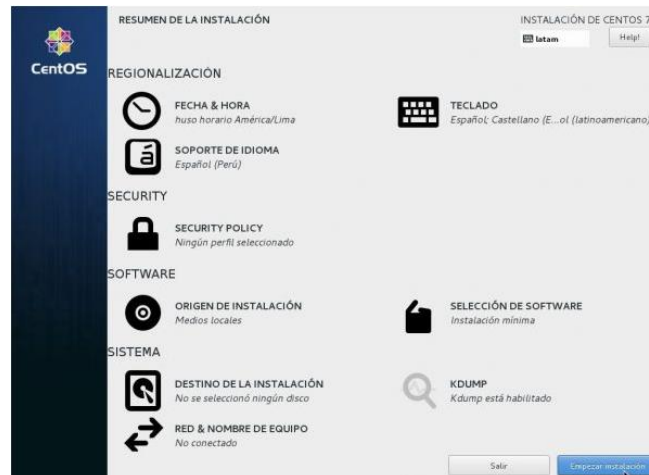 RESUMEN DE LA INSTALACIÓN
INSTALACIÓN DE CENTOS 7
latam
Help!
CentOS
REGIONALIZACIÓN
FECHA & HORA
huso horario América/Lima
TECLADO
Español; Castellano (E...ol (latinoamericano)
SOPORTE DE IDIOMA
Español (Perú)
SECURITY
SECURITY POLICY
Ningún perfil seleccionado
SOFTWARE
ORIGEN DE INSTALACIÓN
Medios locales
SELECCIÓN DE SOFTWARE
Instalación mínima
SISTEMA
DESTINO DE LA INSTALACIÓN
No se seleccionó ningún disco
KDUMP
Kdump está habilitado
RED & NOMBRE DE EQUIPO
No conectado
Salir
Empezar instalación